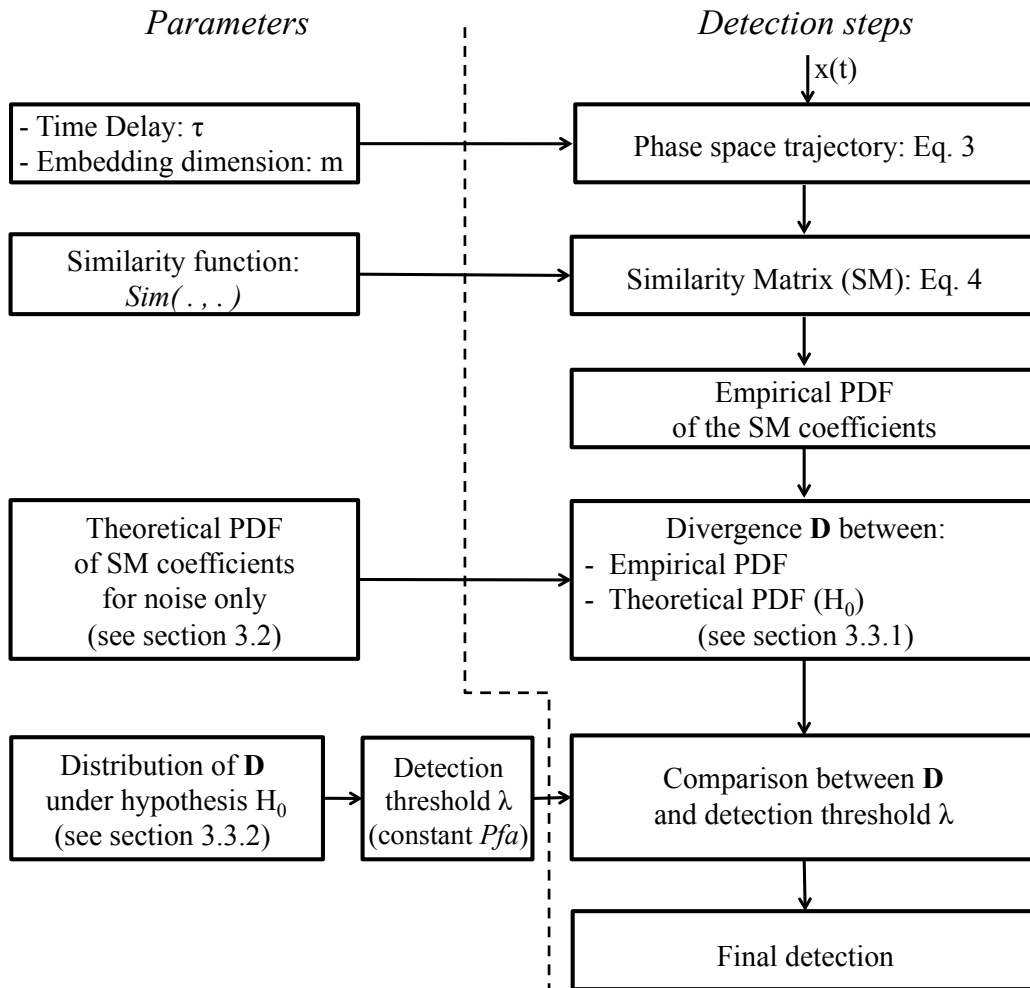 Parameters
Detection steps
x(t)
- Time Delay: τ
- Embedding dimension: m
Phase space trajectory: Eq. 3
Similarity function:
Sim( . , . )
Similarity Matrix (SM): Eq. 4
Empirical PDF
of the SM coefficients
Theoretical PDF
of SM coefficients
for noise only
(see section 3.2)
Divergence D between:
- Empirical PDF
- Theoretical PDF (H₀)
(see section 3.3.1)
Distribution of D
under hypothesis H₀
(see section 3.3.2)
Detection
threshold λ
(constant Pfa)
Comparison between D
and detection threshold λ
Final detection